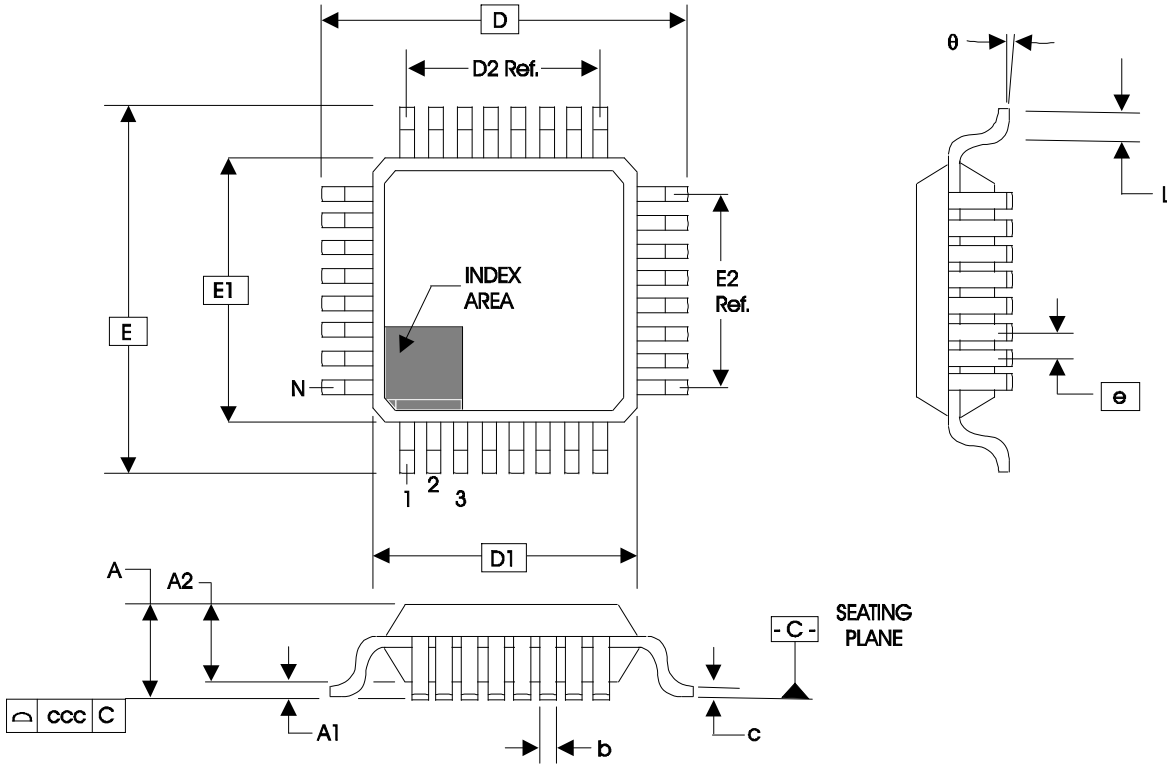 D
θ
D2 Ref.
L
INDEX
AREA
E1
E2
Ref.
E
N
e
1
2
3
D1
A
A2
- C -
SEATING
PLANE
ccc C
A1
c
b